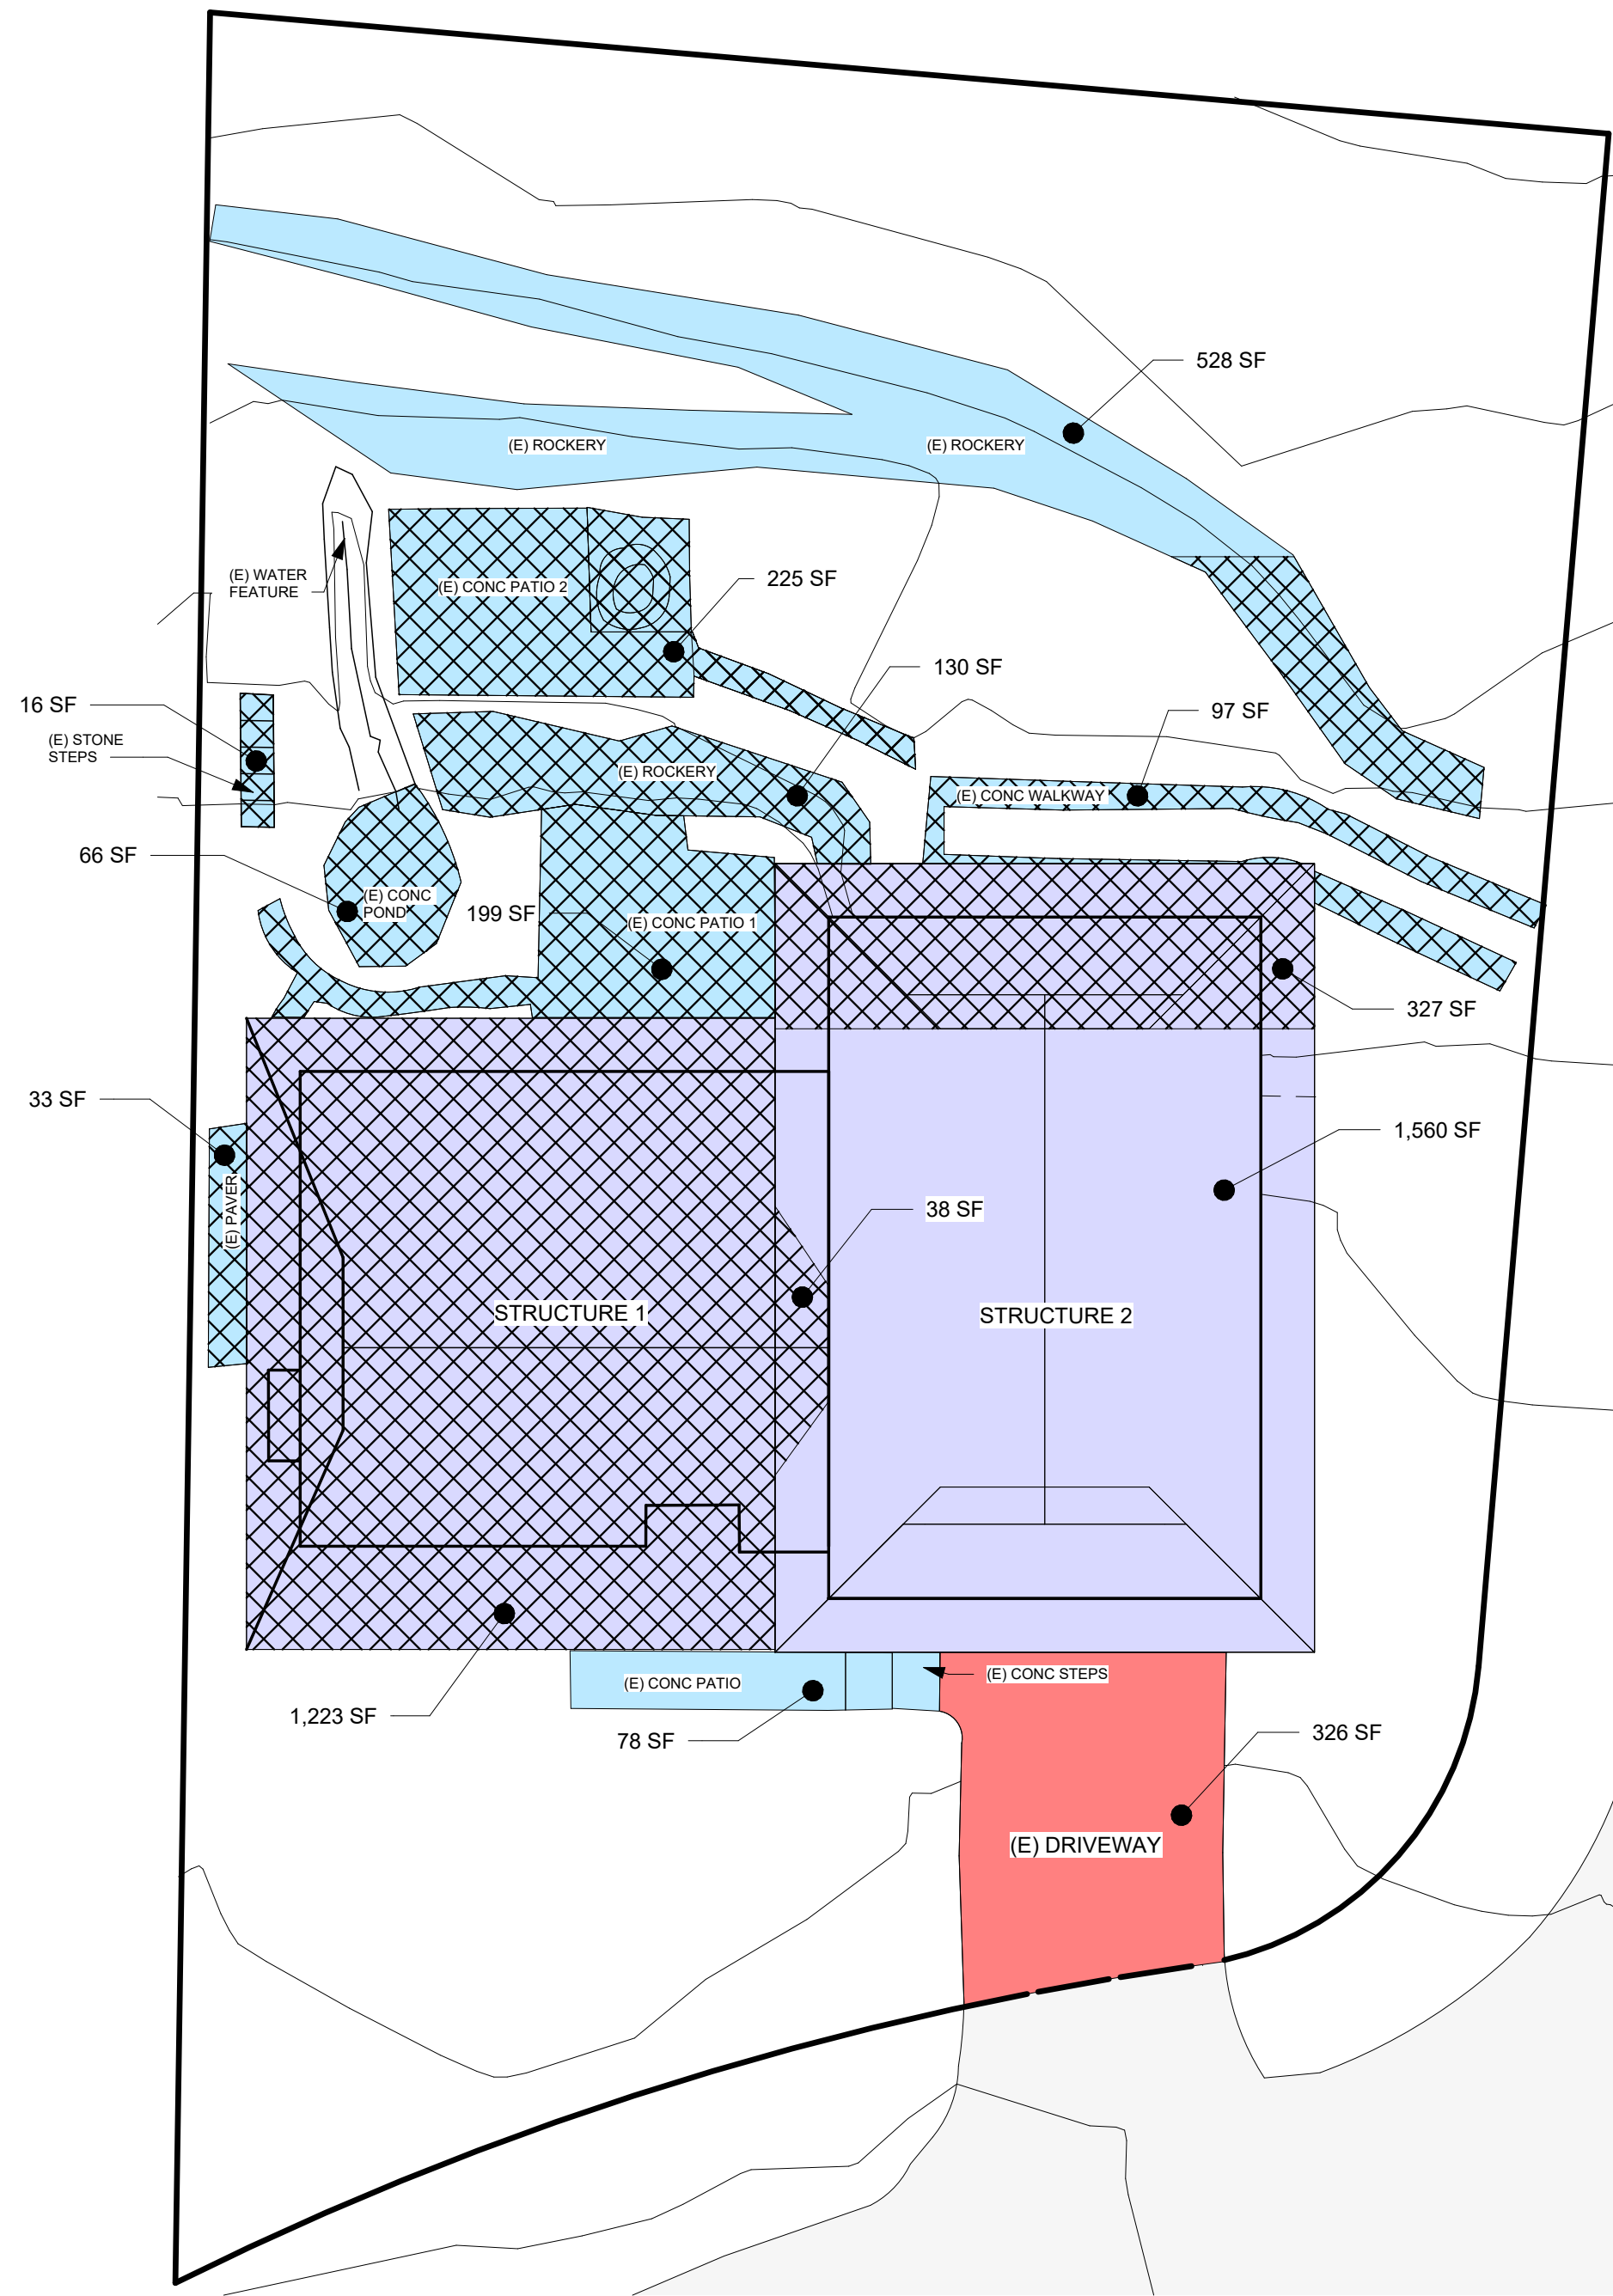 528 SF
(E) ROCKERY
(E) ROCKERY
(E) WATER
FEATURE
(E) CONC PATIO 2
225 SF
130 SF
16 SF
97 SF
(E) STONE
STEPS
(E) ROCKERY
(E) CONC WALKWAY
66 SF
(E) CONC
POND
199 SF
(E) CONC PATIO 1
327 SF
33 SF
1,560 SF
(E) PAVER
38 SF
STRUCTURE 1
STRUCTURE 2
(E) CONC STEPS
(E) CONC PATIO
1,223 SF
78 SF
326 SF
(E) DRIVEWAY